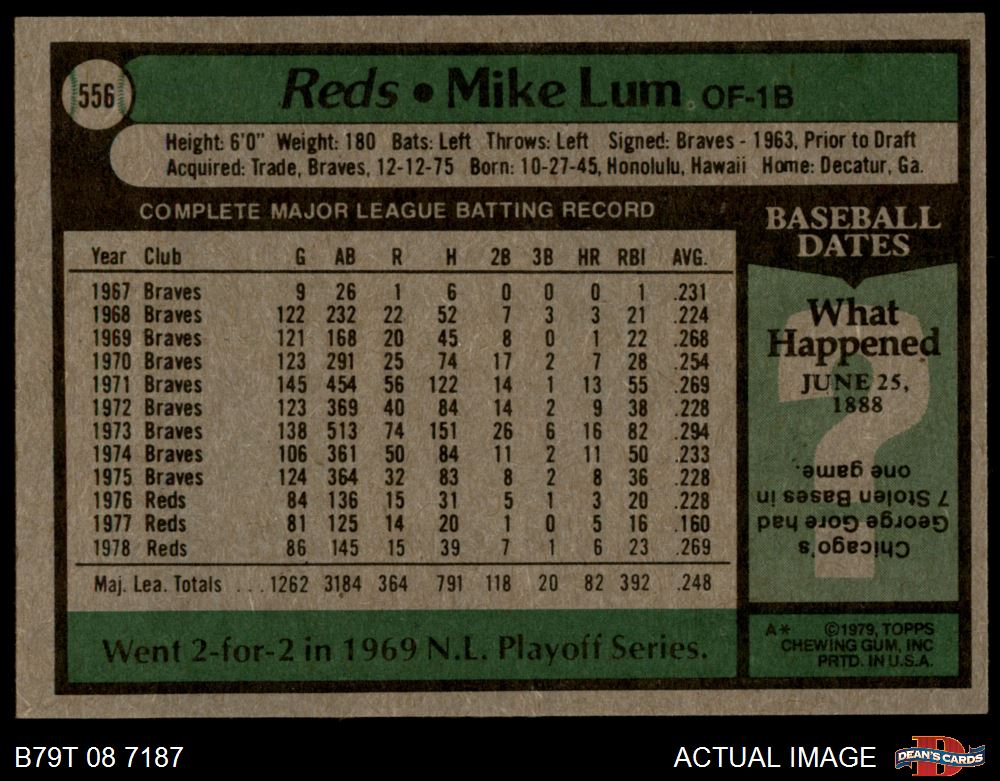 556
Reds • Mike Lum OF-1B
Height: 6'0" Weight: 180 Bats: Left Throws: Left Signed: Braves - 1963, Prior to Draft
Acquired: Trade, Braves, 12-12-75 Born: 10-27-45, Honolulu, Hawaii Home: Decatur, Ga.
COMPLETE MAJOR LEAGUE BATTING RECORD
Year Club G AB R H 2B 3B HR RBI AVG.
1967 Braves 9 26 1 6 0 0 0 1 .231
1968 Braves 122 232 22 52 7 3 3 21 .224
1969 Braves 121 168 20 45 8 0 1 22 .268
1970 Braves 123 291 25 74 17 2 7 28 .254
1971 Braves 145 454 56 122 14 1 13 55 .269
1972 Braves 123 369 40 84 14 2 9 38 .228
1973 Braves 138 513 74 151 26 6 16 82 .294
1974 Braves 106 361 50 84 11 2 11 50 .233
1975 Braves 124 364 32 83 8 2 8 36 .228
1976 Reds 84 136 15 31 5 1 3 20 .228
1977 Reds 81 125 14 20 1 0 5 16 .160
1978 Reds 86 145 15 39 7 1 6 23 .269
Maj. Lea. Totals ... 1262 3184 364 791 118 20 82 392 .248
Went 2-for-2 in 1969 N.L. Playoff Series.
BASEBALL
DATES
What
Happened
JUNE 25,
1888
Chicago's
George Gore had
7 Stolen Bases in
one game.
A* ©1979, TOPPS
CHEWING GUM, INC
PRTD. IN U.S.A.
B79T 08 7187
ACTUAL IMAGE
D
DEAN'S CARDS